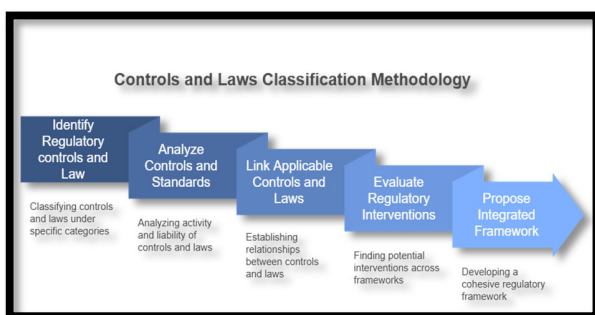 Controls and Laws Classification Methodology
Identify
Regulatory
controls and
Law
Classifying controls
and laws under
specific categories
Analyze
Controls and
Standards
Analyzing activity
and liability of
controls and laws
Link Applicable
Controls and
Laws
Establishing
relationships
between controls
and laws
Evaluate
Regulatory
Interventions
Finding potential
interventions across
frameworks
Propose
Integrated
Framework
Developing a
cohesive regulatory
framework